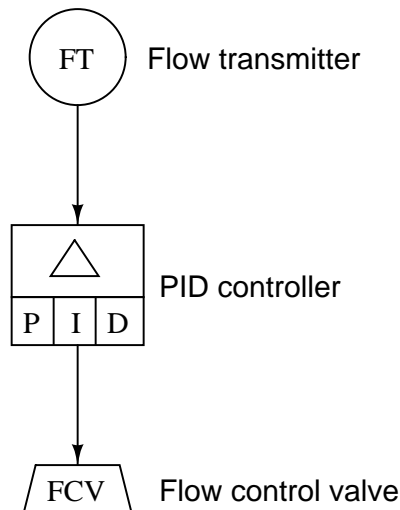 FT Flow transmitter
PID controller
P I D
FCV Flow control valve